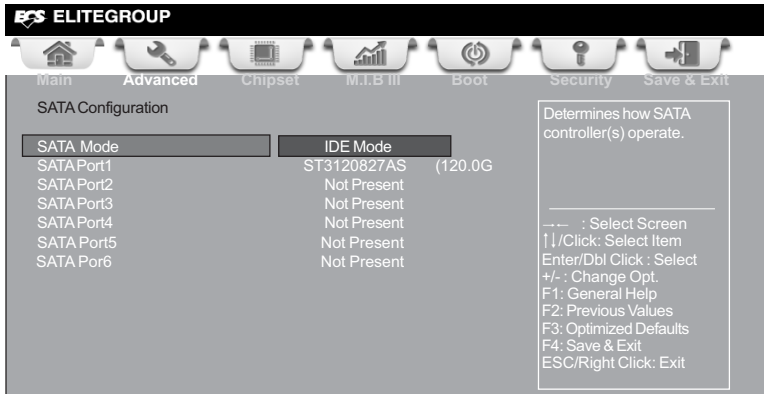 ECS ELITEGROUP
Main Advanced Chipset M.I.B III Boot Security Save & Exit
SATA Configuration
SATA Mode IDE Mode
SATA Port1 ST3120827AS (120.0G
SATA Port2 Not Present
SATA Port3 Not Present
SATA Port4 Not Present
SATA Port5 Not Present
SATA Por6 Not Present
Determines how SATA
controller(s) operate.
→← : Select Screen
↑↓/Click: Select Item
Enter/Dbl Click : Select
+/- : Change Opt.
F1: General Help
F2: Previous Values
F3: Optimized Defaults
F4: Save & Exit
ESC/Right Click: Exit